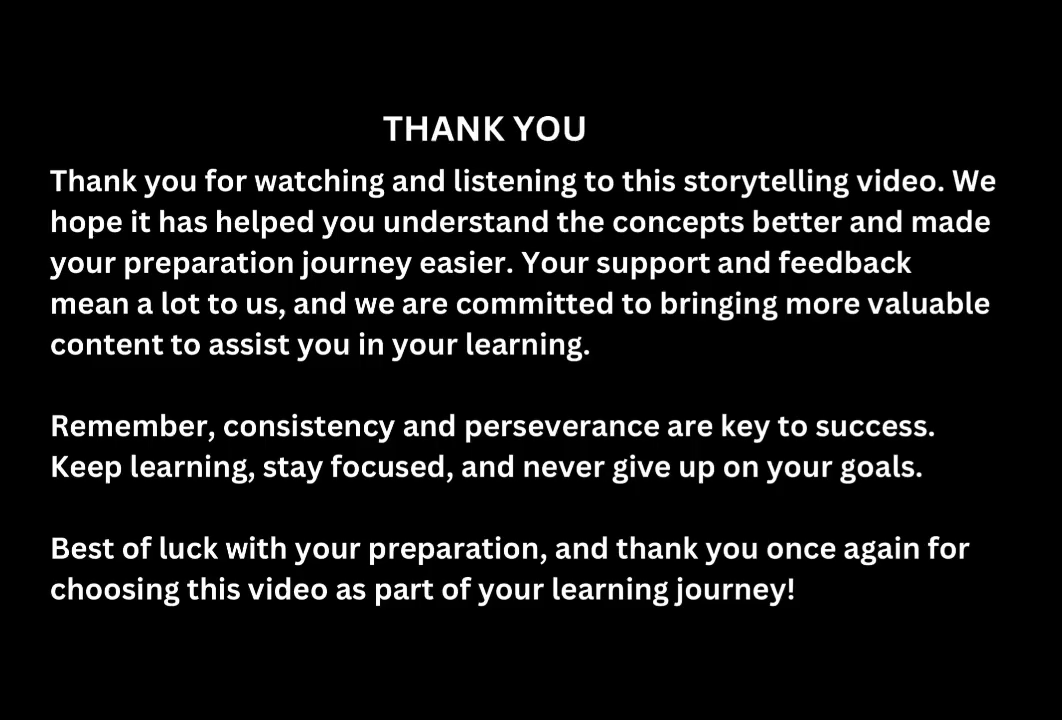 THANK YOU
Thank you for watching and listening to this storytelling video. We
hope it has helped you understand the concepts better and made
your preparation journey easier. Your support and feedback
mean a lot to us, and we are committed to bringing more valuable
content to assist you in your learning.
Remember, consistency and perseverance are key to success.
Keep learning, stay focused, and never give up on your goals.
Best of luck with your preparation, and thank you once again for
choosing this video as part of your learning journey!